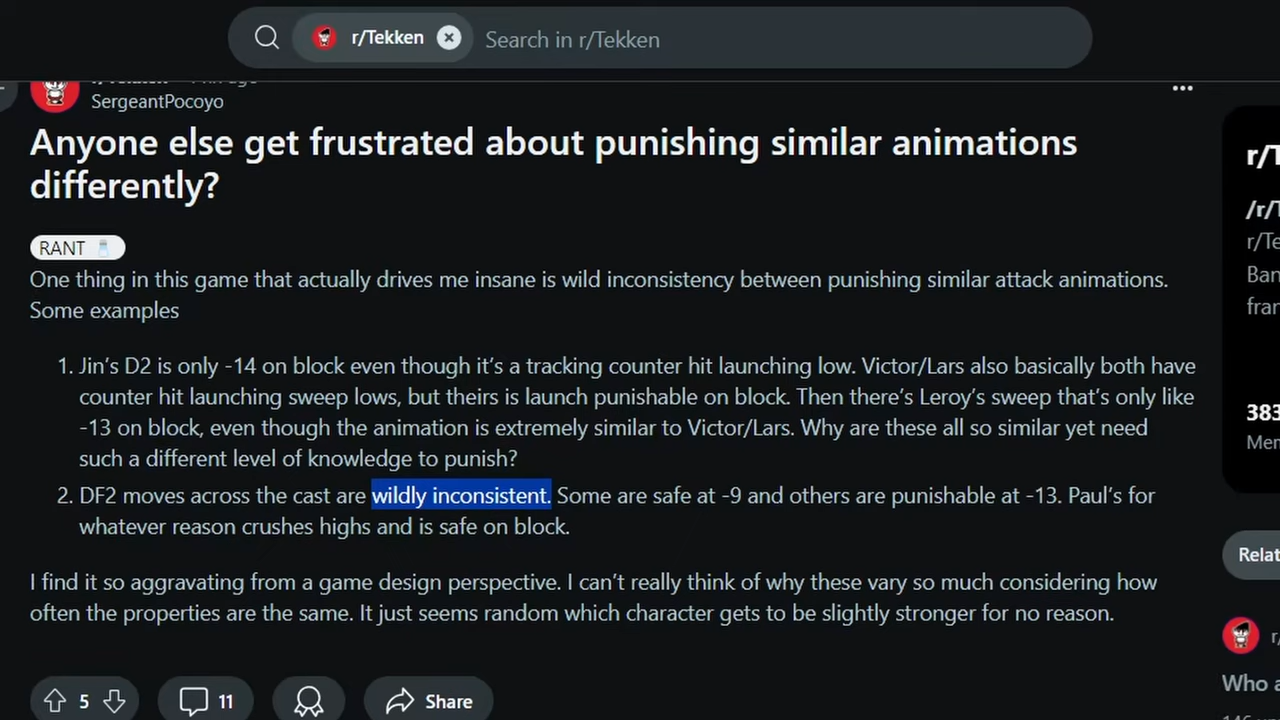 r/Tekken
Search in r/Tekken
SergeantPocoyo
Anyone else get frustrated about punishing similar animations
differently?
RANT
One thing in this game that actually drives me insane is wild inconsistency between punishing similar attack animations.
Some examples
1. Jin's D2 is only -14 on block even though it's a tracking counter hit launching low. Victor/Lars also basically both have
counter hit launching sweep lows, but theirs is launch punishable on block. Then there's Leroy's sweep that's only like
-13 on block, even though the animation is extremely similar to Victor/Lars. Why are these all so similar yet need
such a different level of knowledge to punish?
2. DF2 moves across the cast are wildly inconsistent. Some are safe at -9 and others are punishable at -13. Paul's for
whatever reason crushes highs and is safe on block.
I find it so aggravating from a game design perspective. I can't really think of why these vary so much considering how
often the properties are the same. It just seems random which character gets to be slightly stronger for no reason.
5
11
Share
r/T
/r/T
r/Te
Ban
fran
383
Mem
Relat
r/
Who a